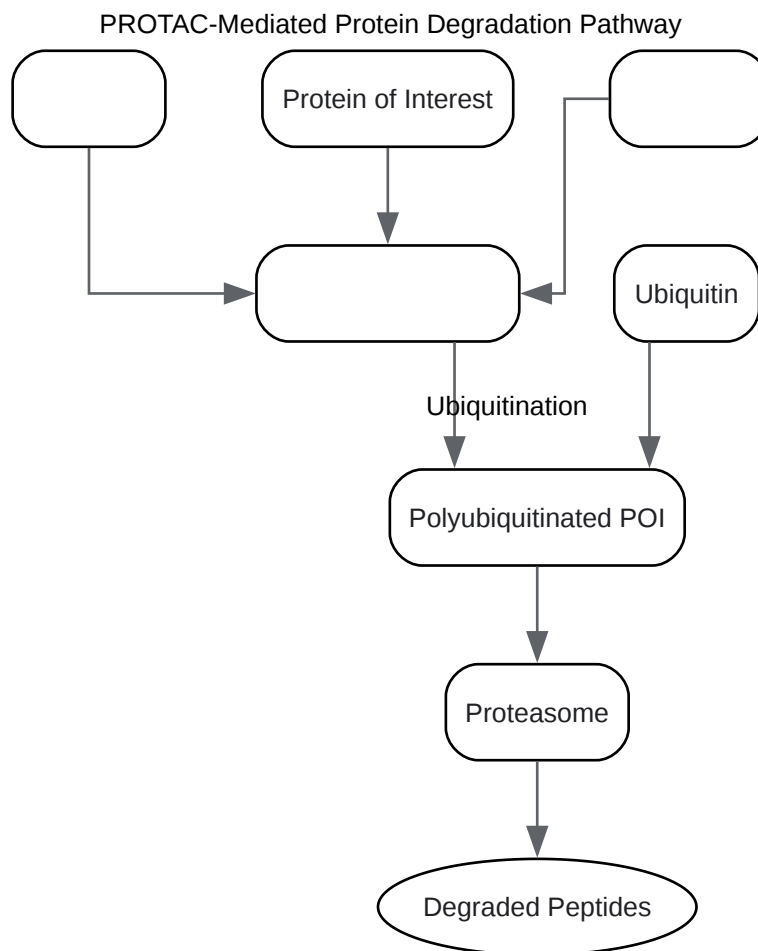 PROTAC-Mediated Protein Degradation Pathway
Protein of Interest
Ubiquitin
Ubiquitination
Polyubiquitinated POI
Proteasome
Degraded Peptides